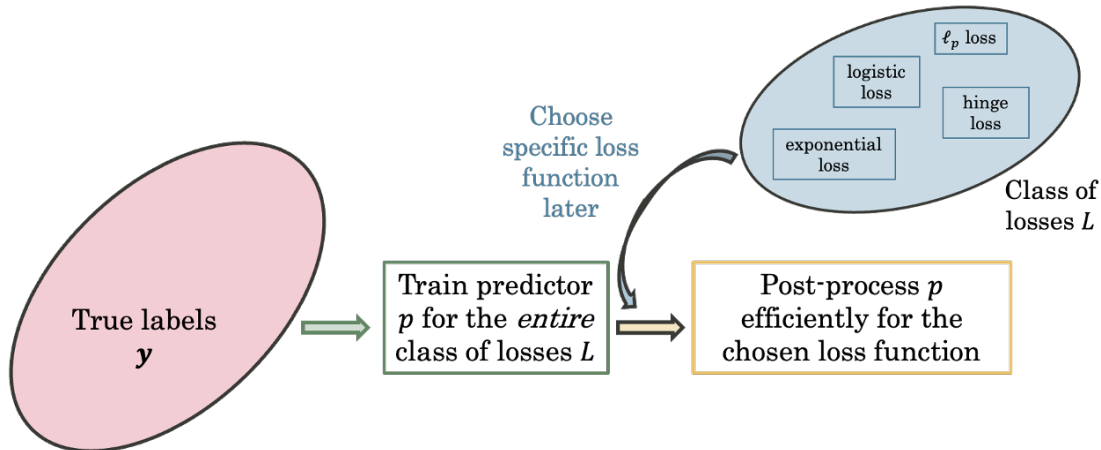 True labels
y
Train predictor
p for the entire
class of losses L
Choose
specific loss
function
later
ℓₚ loss
logistic
loss
hinge
loss
exponential
loss
Class of
losses L
Post-process p
efficiently for the
chosen loss function